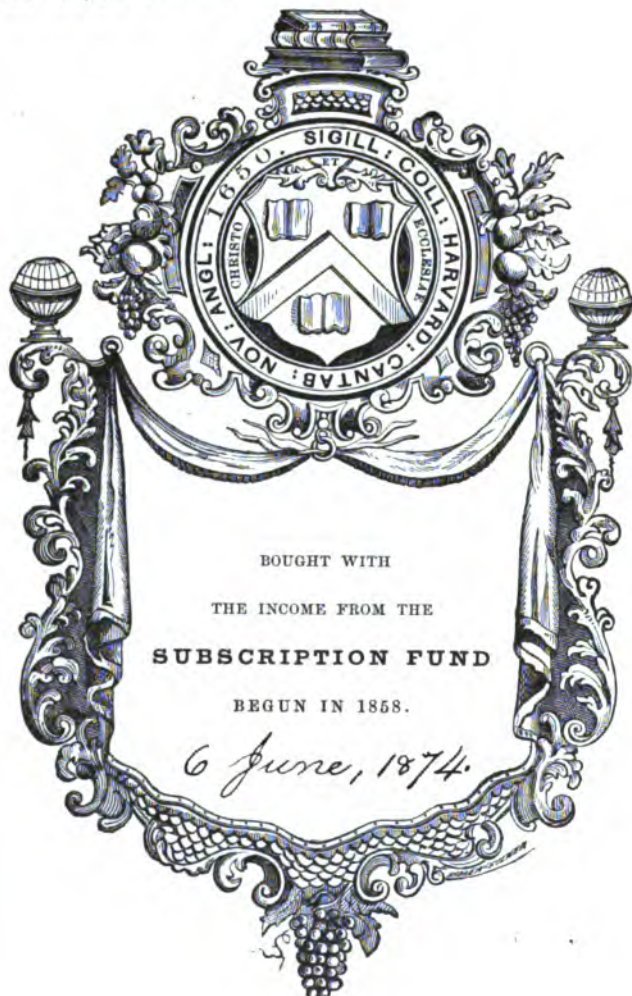 SIGILL: COLL: HARVARD: CANTAB: NOV: ANGL: 1650.
ET
CHRISTO
ECCLESIAE
BOUGHT WITH
THE INCOME FROM THE
SUBSCRIPTION FUND
BEGUN IN 1858.
6 June, 1874.